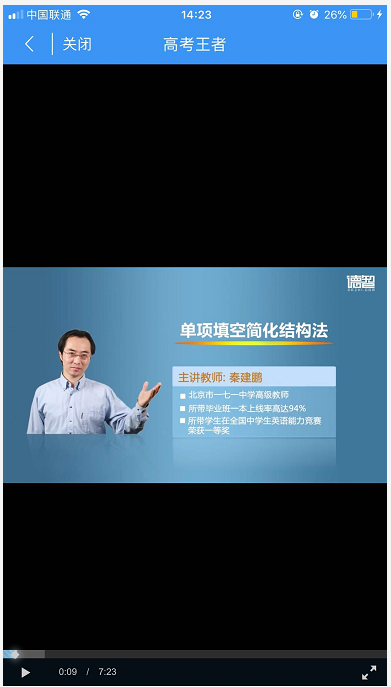 中国联通 14:23 26%
关闭 高考王者
德智
单项填空简化结构法
主讲教师: 秦建鹏
北京市一七一中学高级教师
所带毕业班一本上线率高达94%
所带学生在全国中学生英语能力竞赛
荣获一等奖
0:09 / 7:23